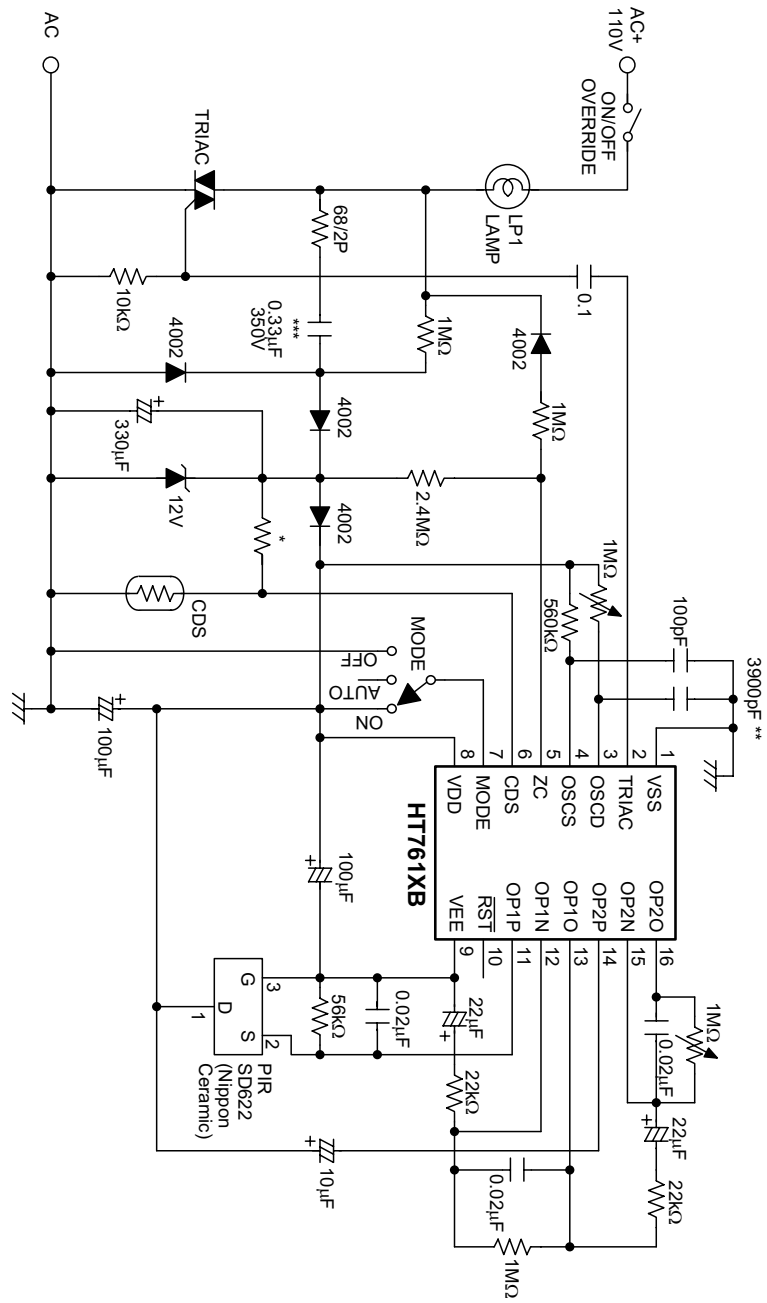 AC+
110V
ON/OFF
OVERRIDE
LP1
LAMP
AC
TRIAC
68/2P
***
0.33µF
350V
10kΩ
0.1
1MΩ
4002
1MΩ
4002
4002
4002
+
330µF
12V
*
2.4MΩ
CDS
1MΩ
560kΩ
100pF
3900pF **
MODE
OFF
AUTO
ON
+
100µF
HT761XB
1
VSS
2
TRIAC
3
OSCD
4
OSCS
5
ZC
6
CDS
7
MODE
8
VDD
16
OP2O
15
OP2N
14
OP2P
13
OP1O
12
OP1N
11
OP1P
10
RST
9
VEE
+
100µF
1MΩ
0.02µF
22µF
+
22kΩ
22µF
+
22kΩ
0.02µF
56kΩ
0.02µF
1MΩ
+
10µF
G
3
D
1
S
2
PIR
SD622
(Nippon
Ceramic)